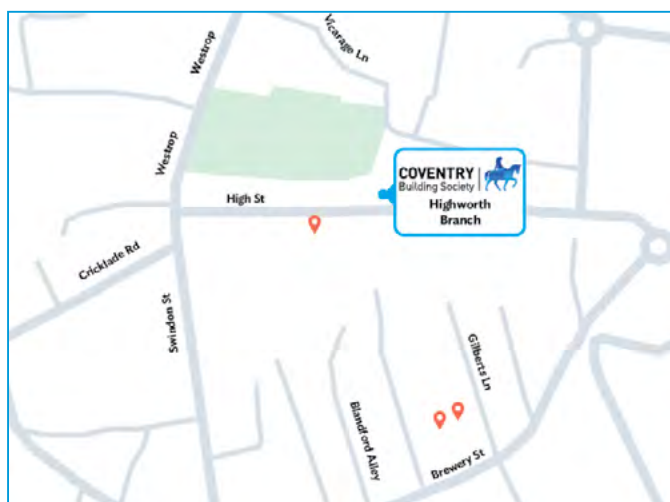 Westrop
Vicarage Ln
Westrop
COVENTRY
Building Society
Highworth
Branch
High St
Cricklade Rd
Swindon St
Gilberts Ln
Blandford Alley
Brewery St